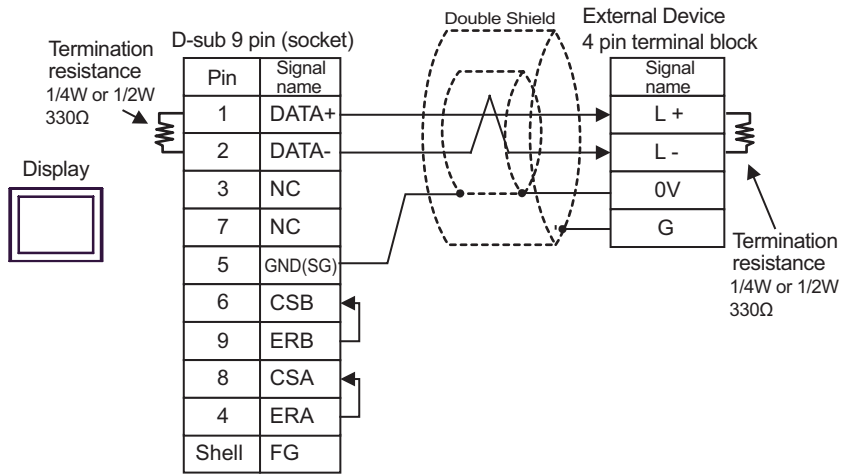 Double Shield
External Device
4 pin terminal block
D-sub 9 pin (socket)
Termination
resistance
1/4W or 1/2W
330Ω
Display
Pin Signal name
1 DATA+
2 DATA-
3 NC
7 NC
5 GND(SG)
6 CSB
9 ERB
8 CSA
4 ERA
Shell FG
Signal
name
L +
L -
0V
G
Termination
resistance
1/4W or 1/2W
330Ω